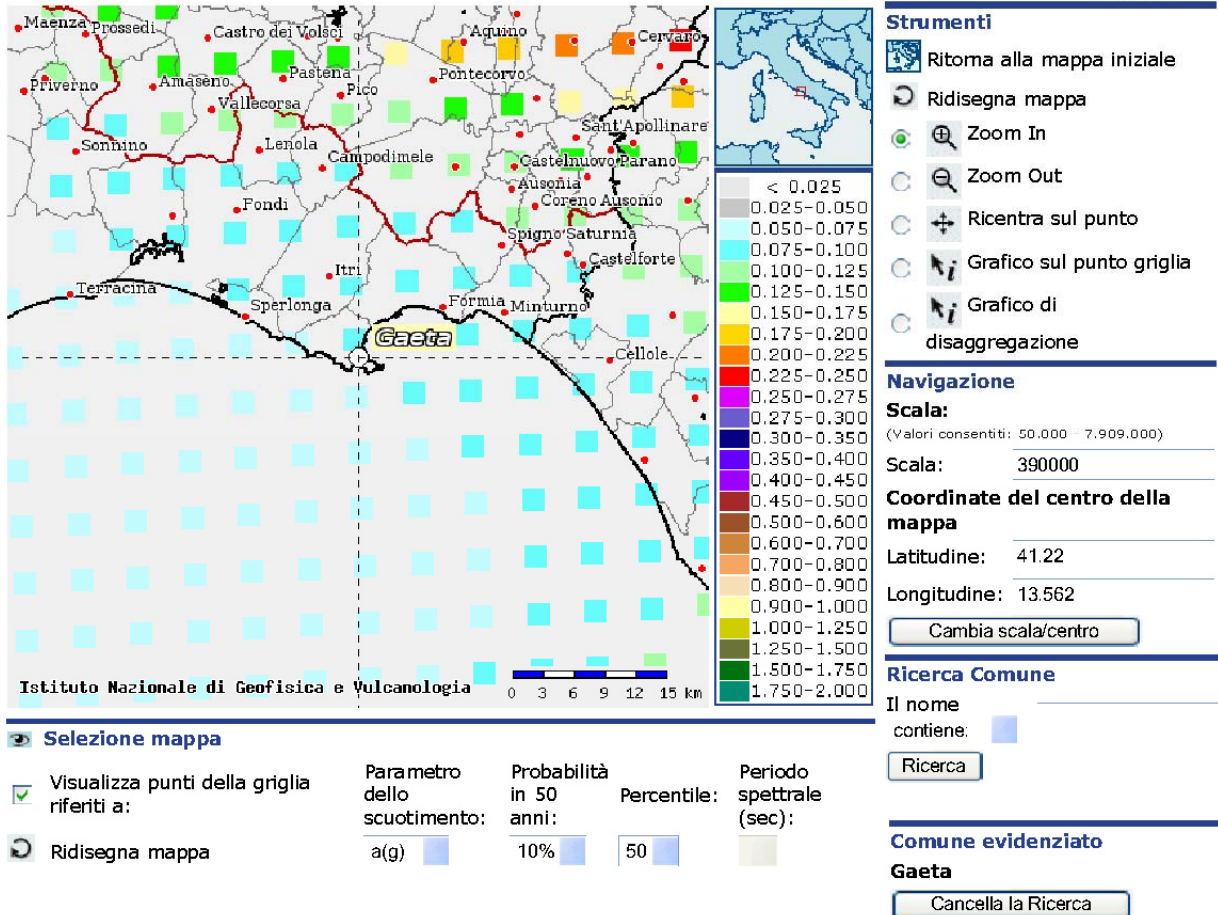 Maenza
Prossedi
Castro dei Volsci
Aquino
Cervaro
Priverno
Amaseno
Pastena
Pico
Pontecorvo
Vallecorsa
Sant'Apollinare
Sonnino
Lenola
Campodimele
Castelnuovo Parano
Ausonia
Coreno Ausonio
Fondi
Spigno Saturnia
Castelforte
Itri
Terracina
Sperlonga
Formia
Minturno
Gaeta
Cellole
Istituto Nazionale di Geofisica e Vulcanologia
0 3 6 9 12 15 km
< 0.025
0.025-0.050
0.050-0.075
0.075-0.100
0.100-0.125
0.125-0.150
0.150-0.175
0.175-0.200
0.200-0.225
0.225-0.250
0.250-0.275
0.275-0.300
0.300-0.350
0.350-0.400
0.400-0.450
0.450-0.500
0.500-0.600
0.600-0.700
0.700-0.800
0.800-0.900
0.900-1.000
1.000-1.250
1.250-1.500
1.500-1.750
1.750-2.000
Strumenti
Ritorna alla mappa iniziale
Ridisegna mappa
Zoom In
Zoom Out
Ricentra sul punto
Grafico sul punto griglia
Grafico di
disaggregazione
Navigazione
Scala:
(Valori consentiti: 50.000 - 7.909.000)
Scala: 390000
Coordinate del centro della
mappa
Latitudine: 41.22
Longitudine: 13.562
Cambia scala/centro
Ricerca Comune
Il nome
contiene:
Ricerca
Comune evidenziato
Gaeta
Cancella la Ricerca
Selezione mappa
Visualizza punti della griglia
riferiti a:
Parametro
dello
scuotimento:
Probabilità
in 50
anni:
Percentile:
Periodo
spettrale
(sec):
Ridisegna mappa
a(g)
10%
50